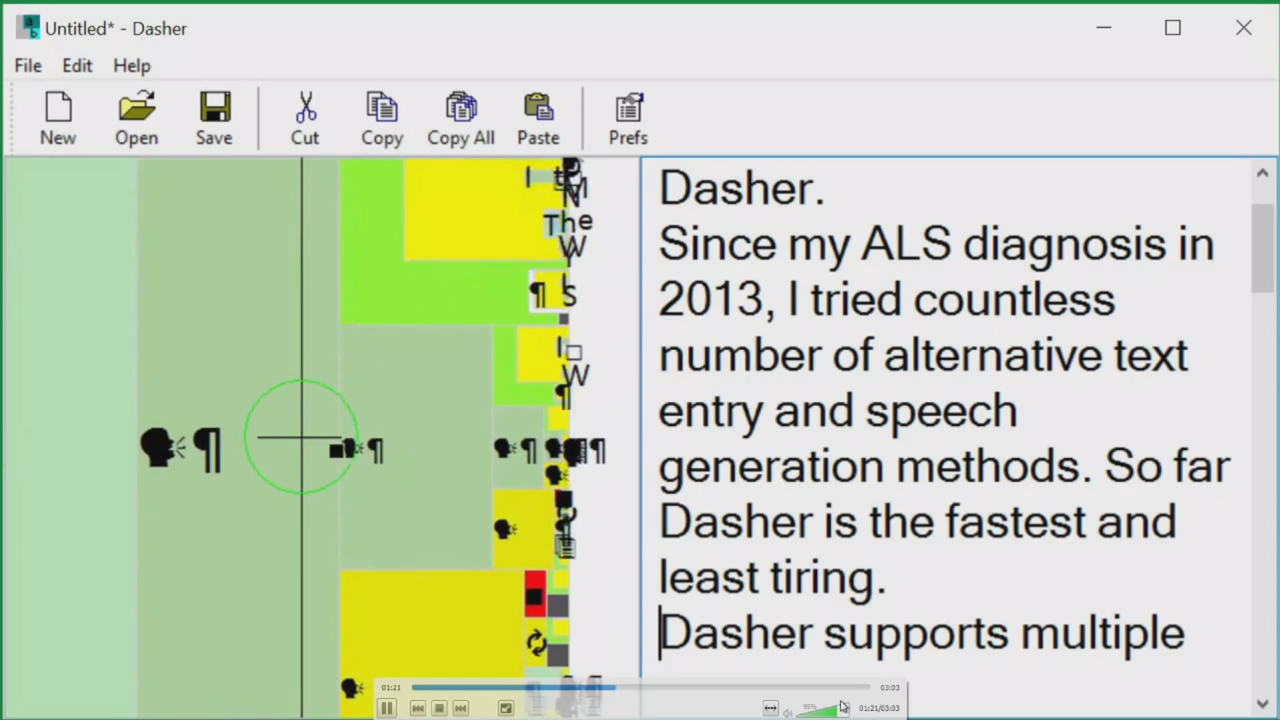 Untitled* - Dasher
File Edit Help
New Open Save Cut Copy Copy All Paste Prefs
The
W
¶ S
W
¶
¶ ¶ ¶
Dasher.
Since my ALS diagnosis in
2013, I tried countless
number of alternative text
entry and speech
generation methods. So far
Dasher is the fastest and
least tiring.
Dasher supports multiple
01:21 03:03
95% 01:21/03:03